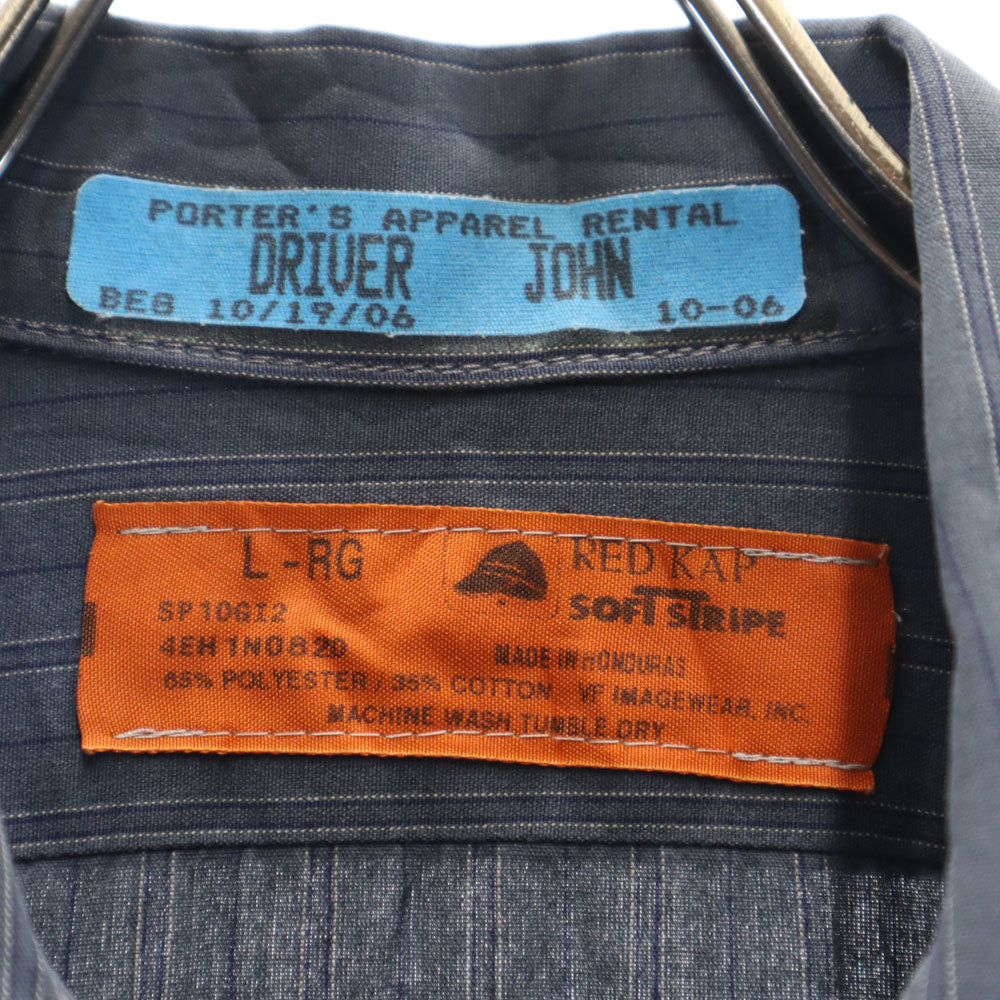 PORTER'S APPAREL RENTAL
DRIVER JOHN
BE8 10/19/06 10-06
L-RG
RED KAP
SOFT STRIPE
SP10GI2
4EH 1N0820
MADE IN HONDURAS
65% POLYESTER / 35% COTTON VF IMAGEWEAR, INC.
MACHINE WASH TUMBLE DRY